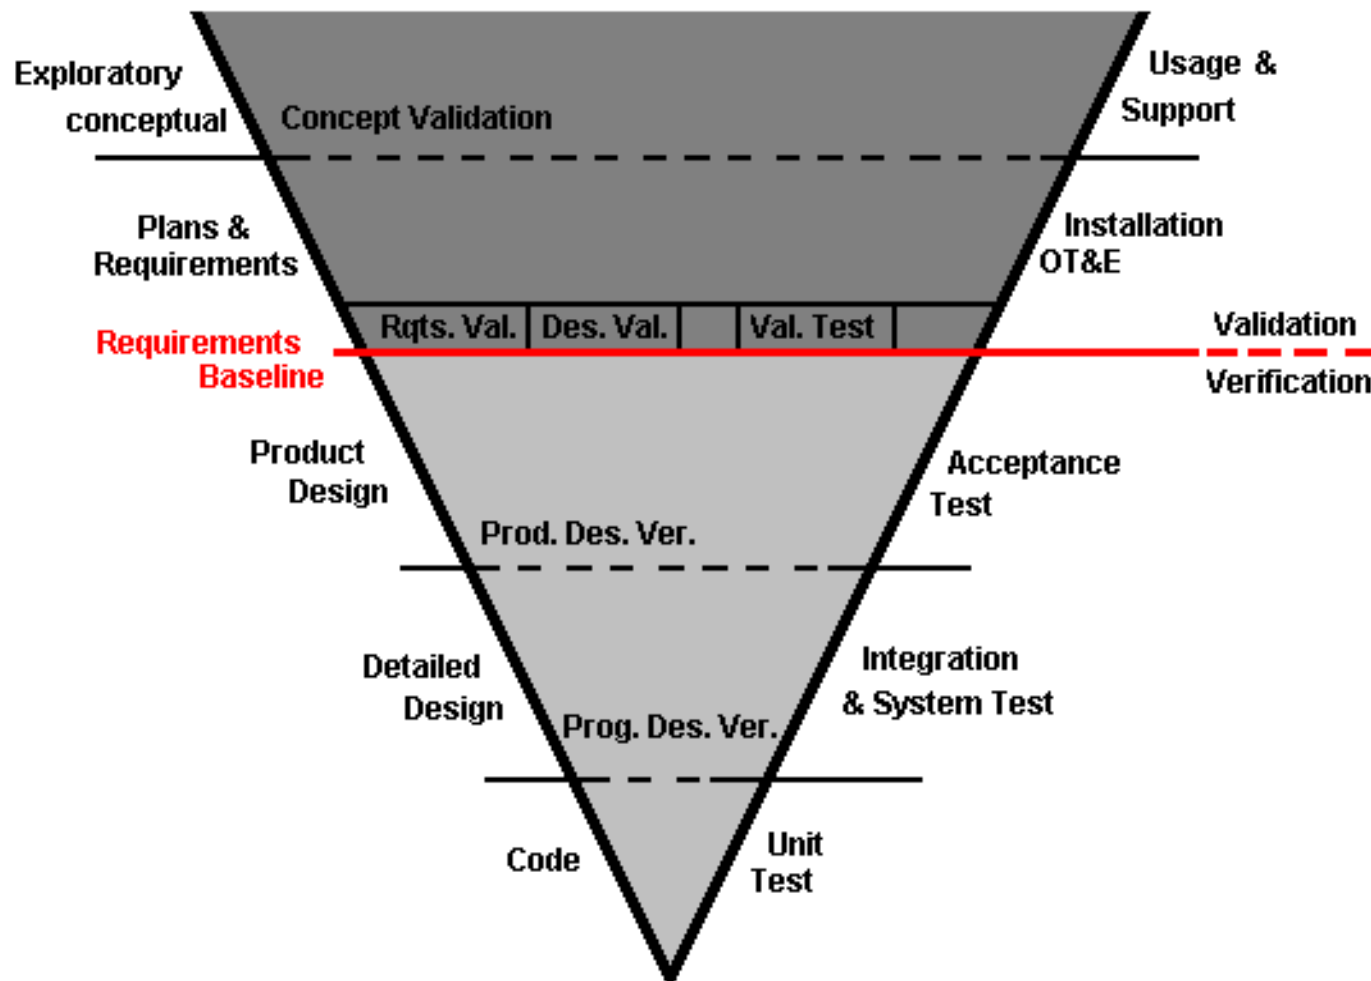 Exploratory
conceptual
Concept Validation
Usage &
Support
Plans &
Requirements
Installation
OT&E
Rqts. Val. Des. Val. Val. Test
Requirements
Baseline
Validation
Verification
Product
Design
Acceptance
Test
Prod. Des. Ver.
Detailed
Design
Integration
& System Test
Prog. Des. Ver.
Code
Unit
Test